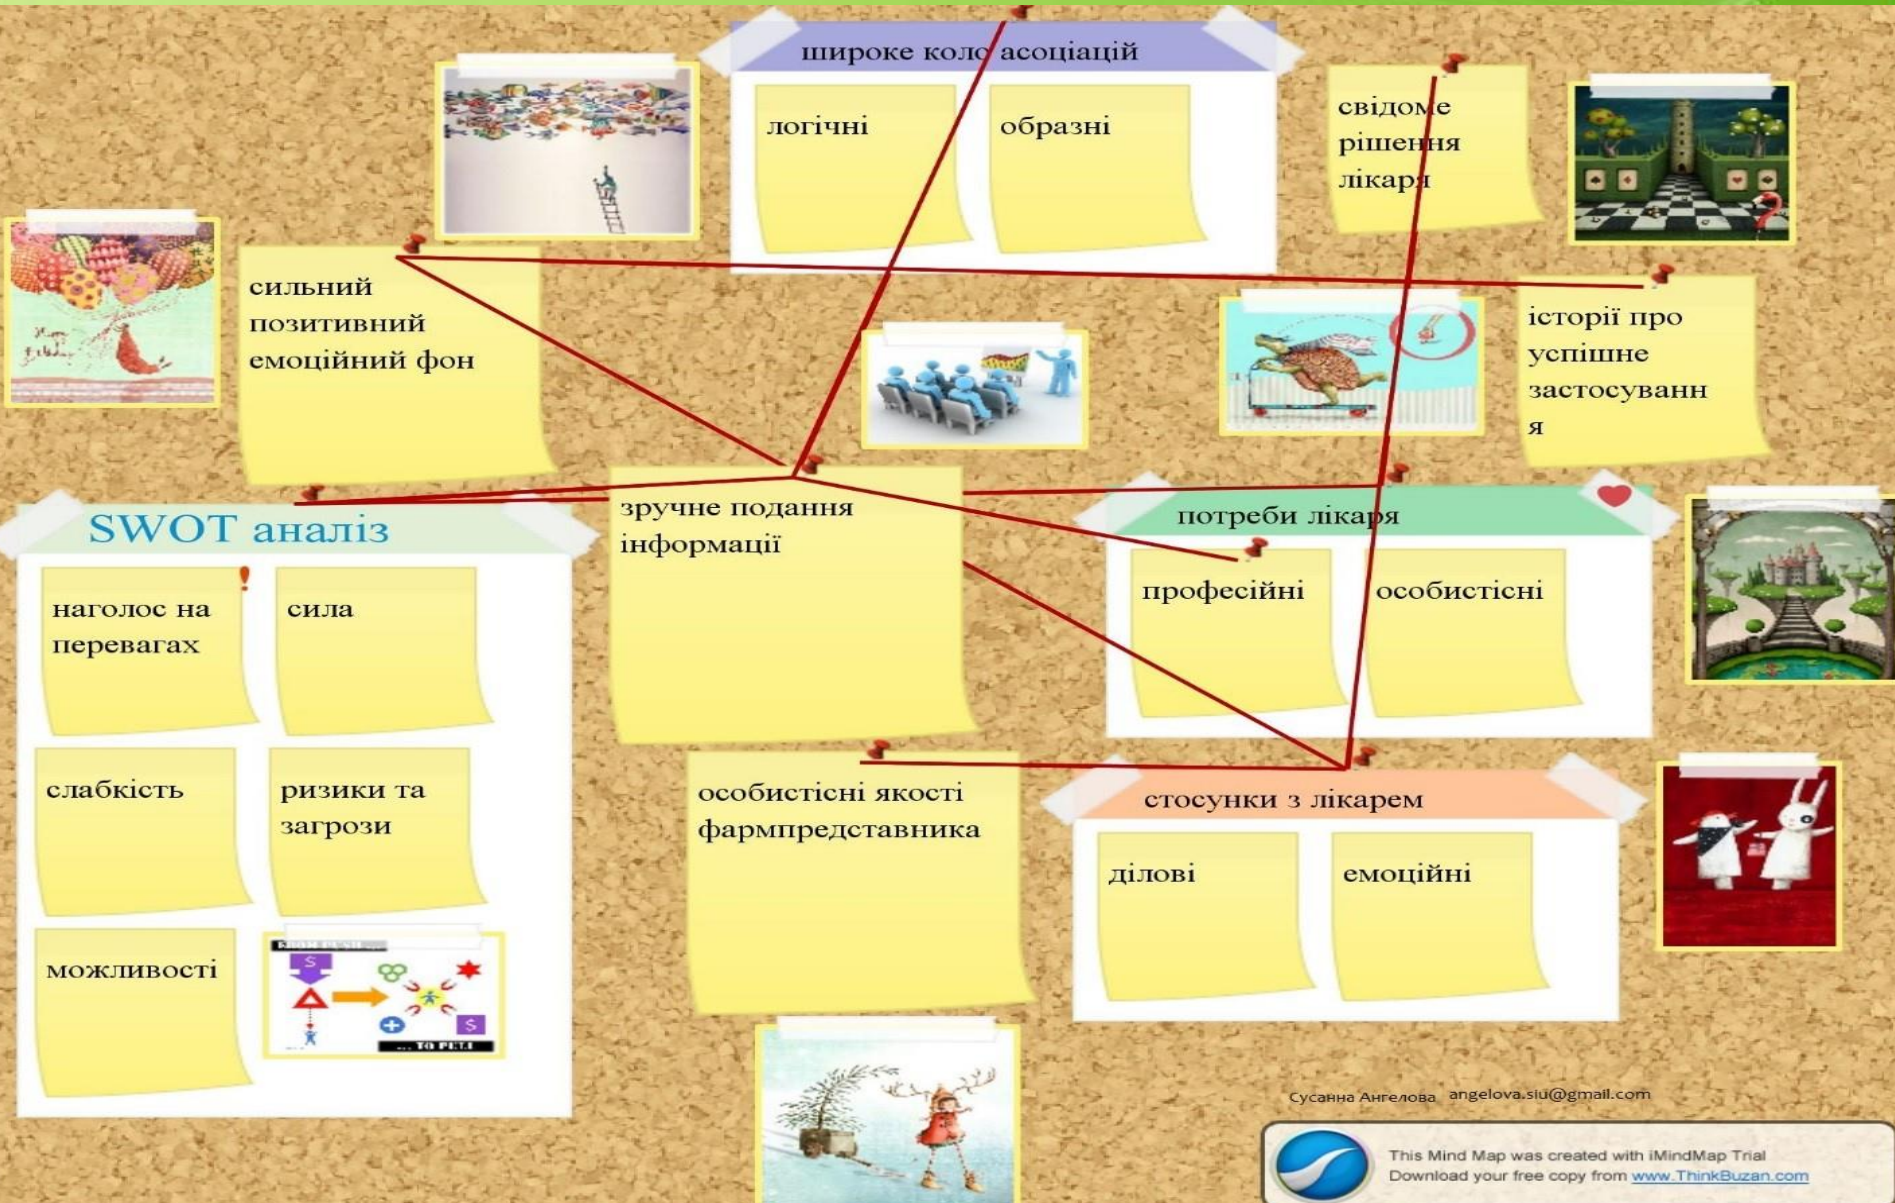 широке коло асоціацій
логічні
образні
свідоме
рішення
лікаря
сильний
позитивний
емоційний фон
історії про
успішне
застосуванн
я
SWOT аналіз
наголос на
перевагах
сила
слабкість
ризики та
загрози
можливості
... TO PULL
зручне подання
інформації
потреби лікаря
професійні
особистісні
особистісні якості
фармпредставника
стосунки з лікарем
ділові
емоційні
Сусанна Ангелова angelova.siu@gmail.com
This Mind Map was created with iMindMap Trial
Download your free copy from www.ThinkBuzan.com